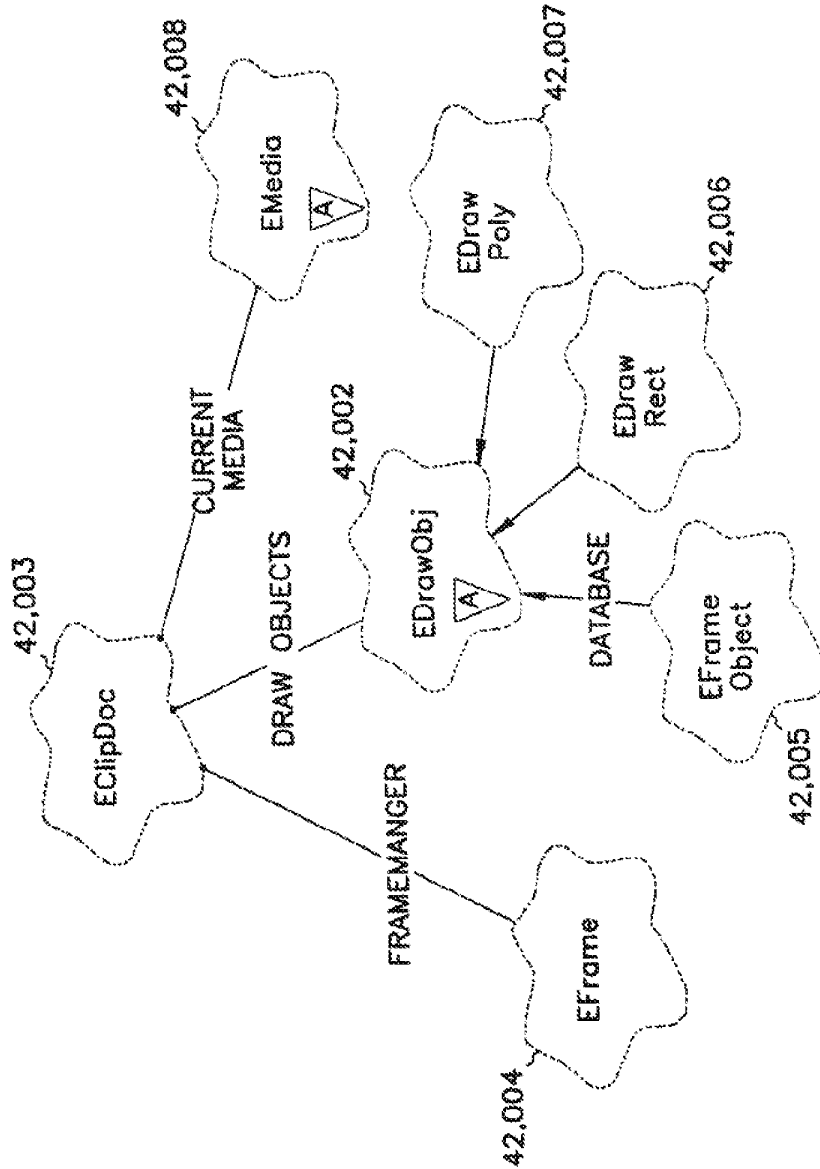 42,003
EClipDoc
CURRENT
MEDIA
42,008
EMedia
A
DRAW OBJECTS
42,002
EDrawObj
A
FRAMEMANGER
42,007
EDraw
Poly
42,006
EDraw
Rect
DATABASE
42,004
EFrame
EFrame
Object
42,005